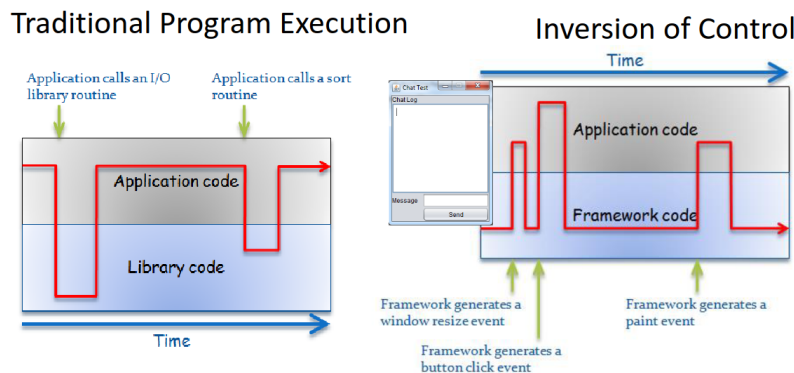 Traditional Program Execution
Application calls an I/O
library routine
Application calls a sort
routine
Application code
Library code
Time
Inversion of Control
Time
Chat Test
Chat Log
Message
Send
Application code
Framework code
Framework generates a
window resize event
Framework generates a
button click event
Framework generates a
paint event